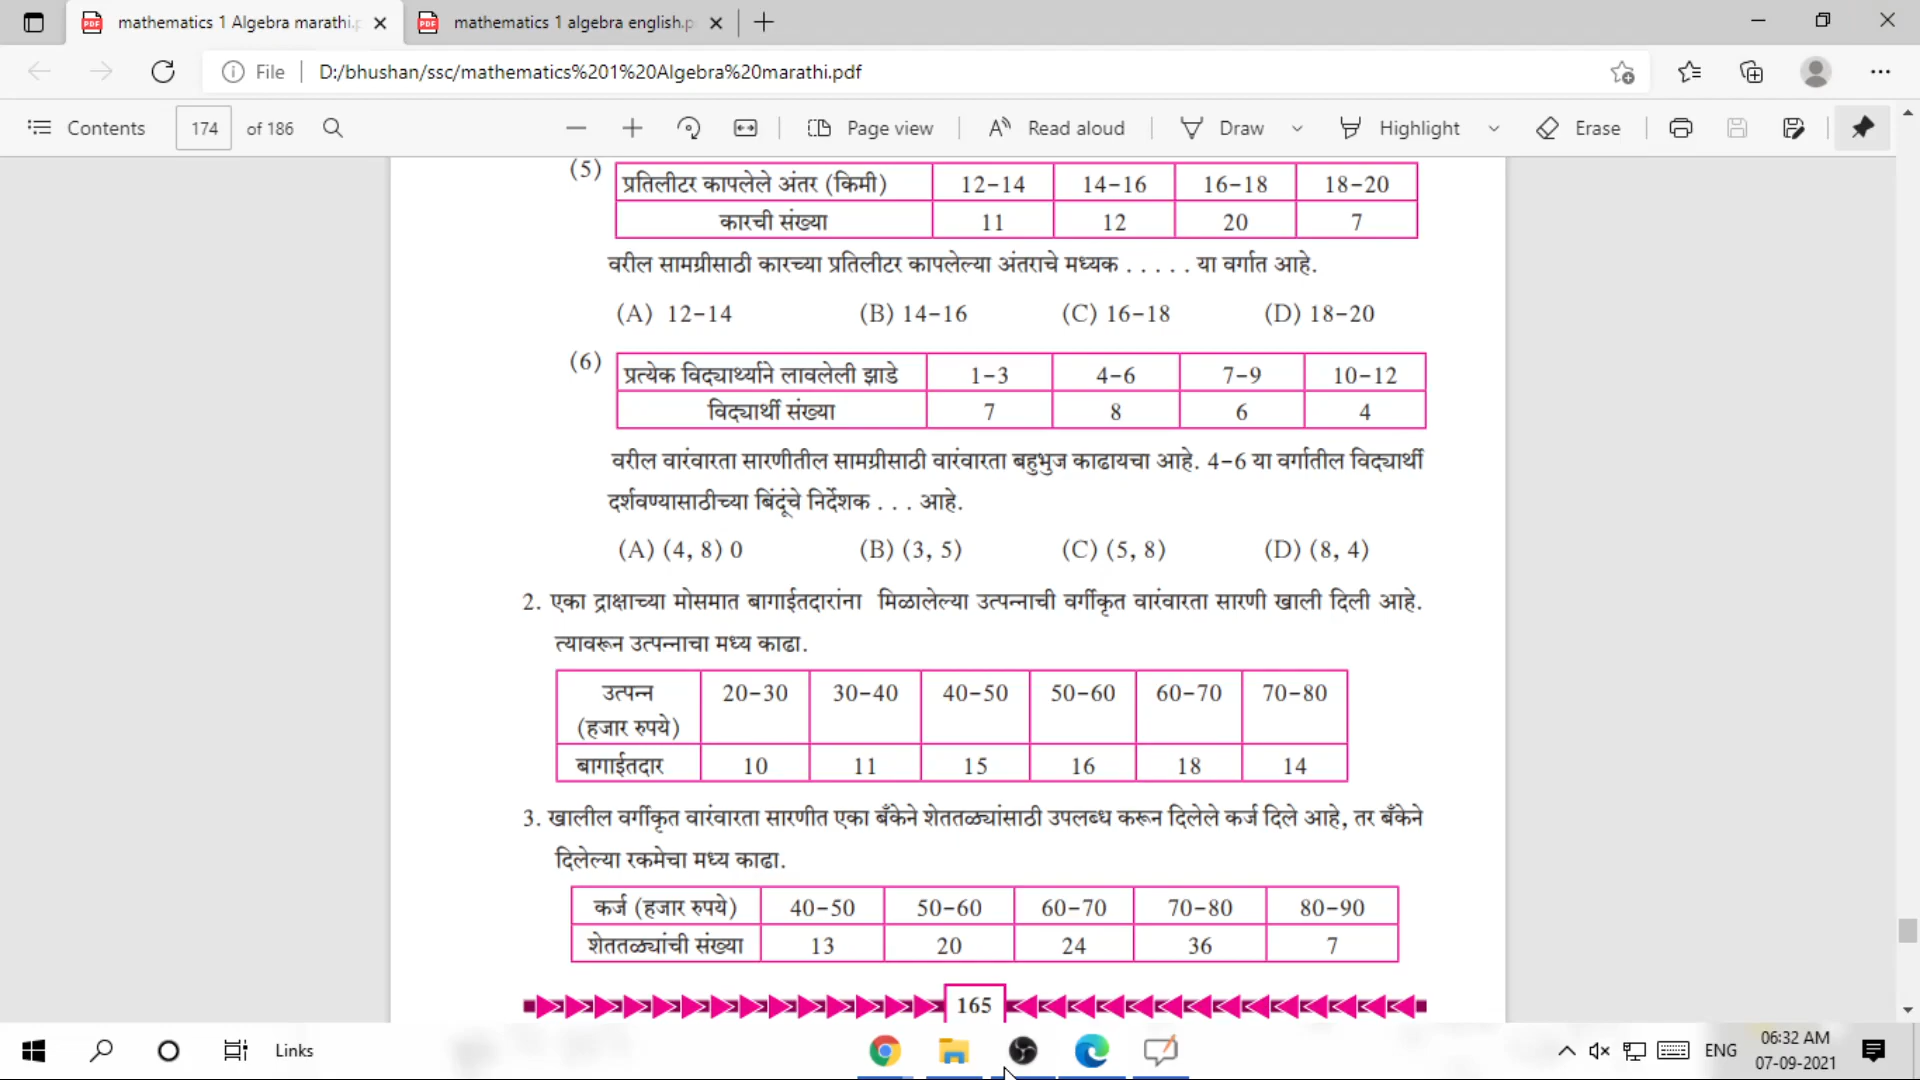 mathematics 1 Algebra marathi.p
mathematics 1 algebra english.p
File
D:/bhushan/ssc/mathematics%201%20Algebra%20marathi.pdf
Contents 174 of 186 Page view Read aloud Draw Highlight Erase
(5) प्रतिलीटर कापलेले अंतर (किमी) 12-14 14-16 16-18 18-20
कारची संख्या 11 12 20 7
वरील सामग्रीसाठी कारच्या प्रतिलीटर कापलेल्या अंतराचे मध्यक . . . . . या वर्गात आहे.
(A) 12-14 (B) 14-16 (C) 16-18 (D) 18-20
(6) प्रत्येक विद्यार्थ्याने लावलेली झाडे 1-3 4-6 7-9 10-12
विद्यार्थी संख्या 7 8 6 4
वरील वारंवारता सारणीतील सामग्रीसाठी वारंवारता बहुभुज काढायचा आहे. 4-6 या वर्गातील विद्यार्थी
दर्शवण्यासाठीच्या बिंदूंचे निर्देशक . . . आहे.
(A) (4, 8) 0 (B) (3, 5) (C) (5, 8) (D) (8, 4)
2. एका द्राक्षाच्या मोसमात बागाईतदारांना मिळालेल्या उत्पन्नाची वर्गीकृत वारंवारता सारणी खाली दिली आहे.
त्यावरून उत्पन्नाचा मध्य काढा.
उत्पन्न 20-30 30-40 40-50 50-60 60-70 70-80
(हजार रुपये)
बागाईतदार 10 11 15 16 18 14
3. खालील वर्गीकृत वारंवारता सारणीत एका बँकेने शेततळ्यांसाठी उपलब्ध करून दिलेले कर्ज दिले आहे, तर बँकेने
दिलेल्या रकमेचा मध्य काढा.
कर्ज (हजार रुपये) 40-50 50-60 60-70 70-80 80-90
शेततळ्यांची संख्या 13 20 24 36 7
165
Links
ENG
06:32 AM
07-09-2021